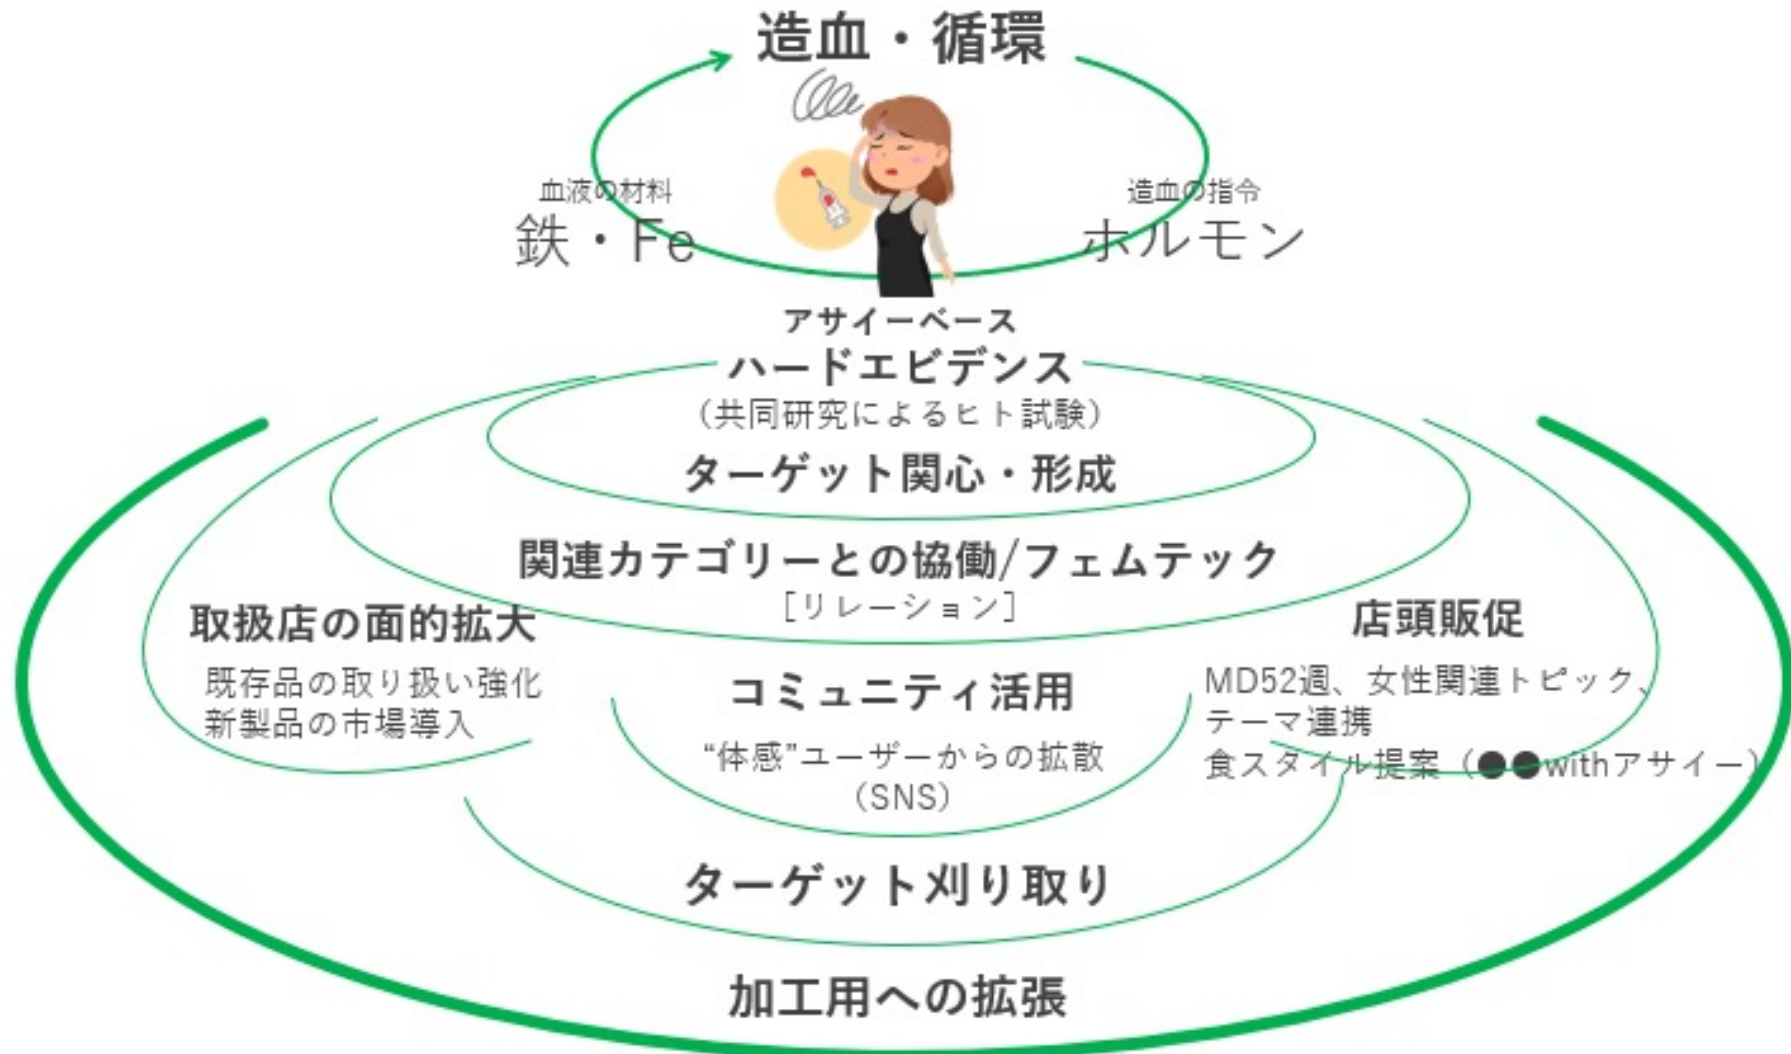 造血・循環
血液の材料
鉄・Fe
造血の指令
ホルモン
アサイーベース
ハードエビデンス
（共同研究によるヒト試験）
ターゲット関心・形成
関連カテゴリーとの協働/フェムテック
［リレーション］
取扱店の面的拡大
既存品の取り扱い強化
新製品の市場導入
コミュニティ活用
“体感”ユーザーからの拡散
（SNS）
店頭販促
MD52週、女性関連トピック、
テーマ連携
食スタイル提案（●●withアサイー）
ターゲット刈り取り
加工用への拡張